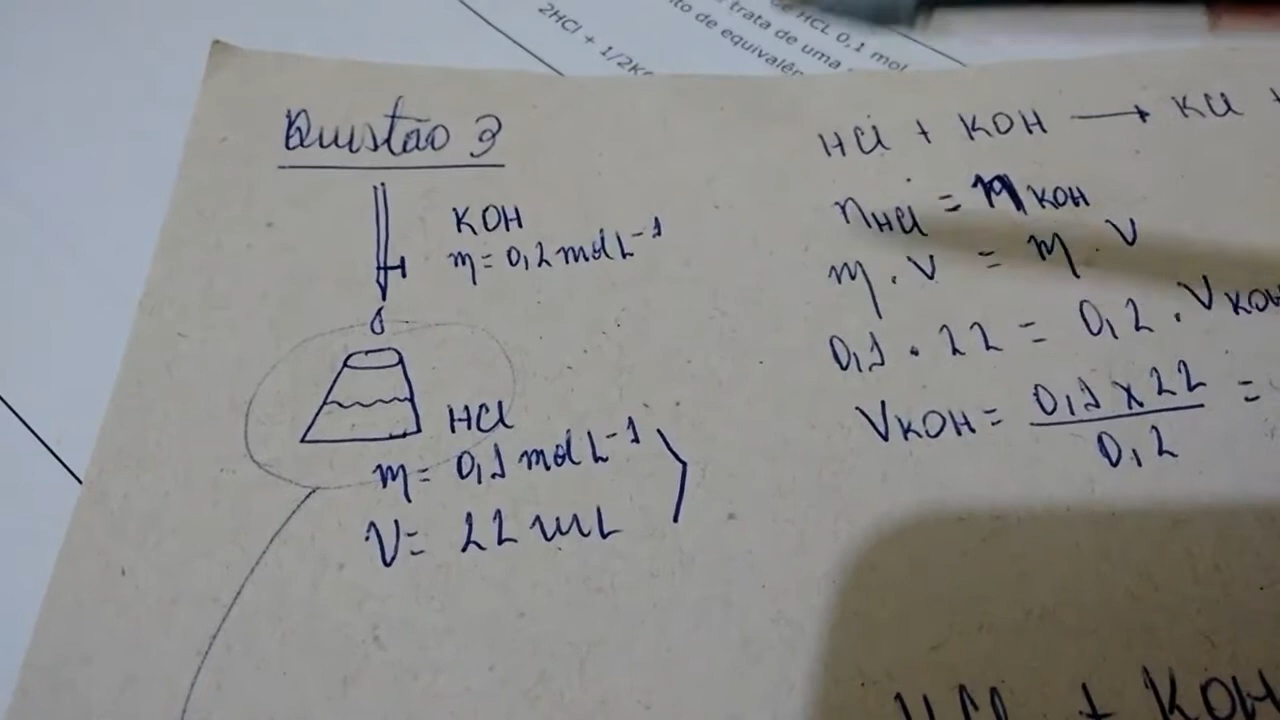 e HCL 0,1 mol
trata de uma
to de equivalên
2HCl + 1/2K
Questão 3
KOH
m = 0,2 mol L⁻¹
HCl
m = 0,1 mol L⁻¹
V = 22 mL
HCl + KOH → KCl +
nHCl = nKOH
m . V = m . V
0,1 . 22 = 0,2 . VKOH
VKOH = 0,1 x 22 / 0,2 =
HCl + KOH